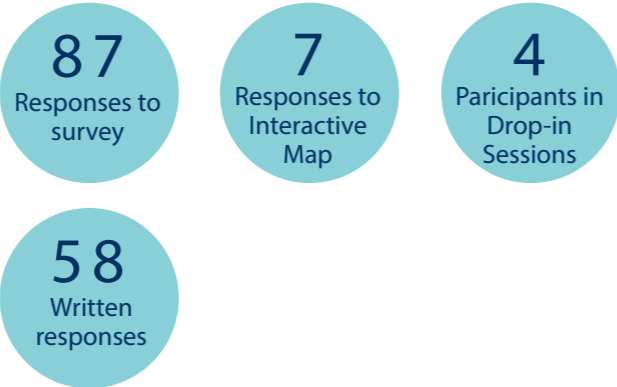 87
Responses to
survey
7
Responses to
Interactive
Map
4
Paricipants in
Drop-in
Sessions
58
Written
responses